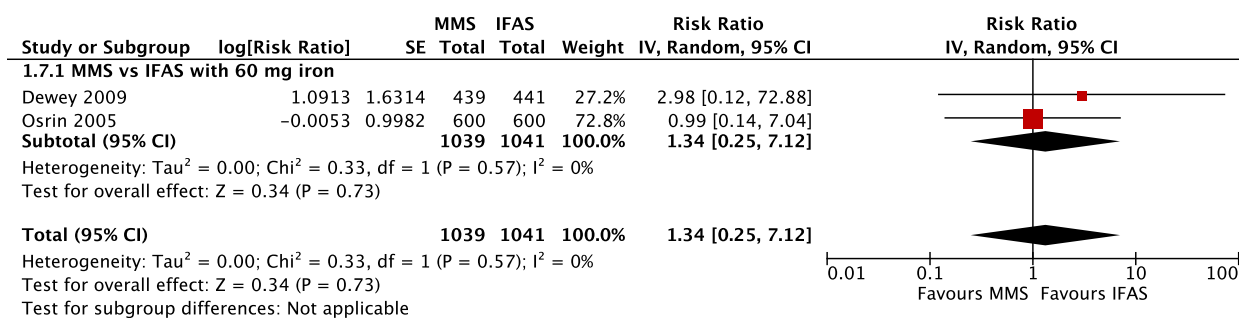 MMS IFAS Risk Ratio Risk Ratio
Study or Subgroup log[Risk Ratio] SE Total Total Weight IV, Random, 95% CI IV, Random, 95% CI
1.7.1 MMS vs IFAS with 60 mg iron
Dewey 2009 1.0913 1.6314 439 441 27.2% 2.98 [0.12, 72.88]
Osrin 2005 −0.0053 0.9982 600 600 72.8% 0.99 [0.14, 7.04]
Subtotal (95% CI) 1039 1041 100.0% 1.34 [0.25, 7.12]
Heterogeneity: Tau² = 0.00; Chi² = 0.33, df = 1 (P = 0.57); I² = 0%
Test for overall effect: Z = 0.34 (P = 0.73)
Total (95% CI) 1039 1041 100.0% 1.34 [0.25, 7.12]
Heterogeneity: Tau² = 0.00; Chi² = 0.33, df = 1 (P = 0.57); I² = 0%
Test for overall effect: Z = 0.34 (P = 0.73)
Test for subgroup differences: Not applicable
0.01 0.1 1 10 100
Favours MMS Favours IFAS